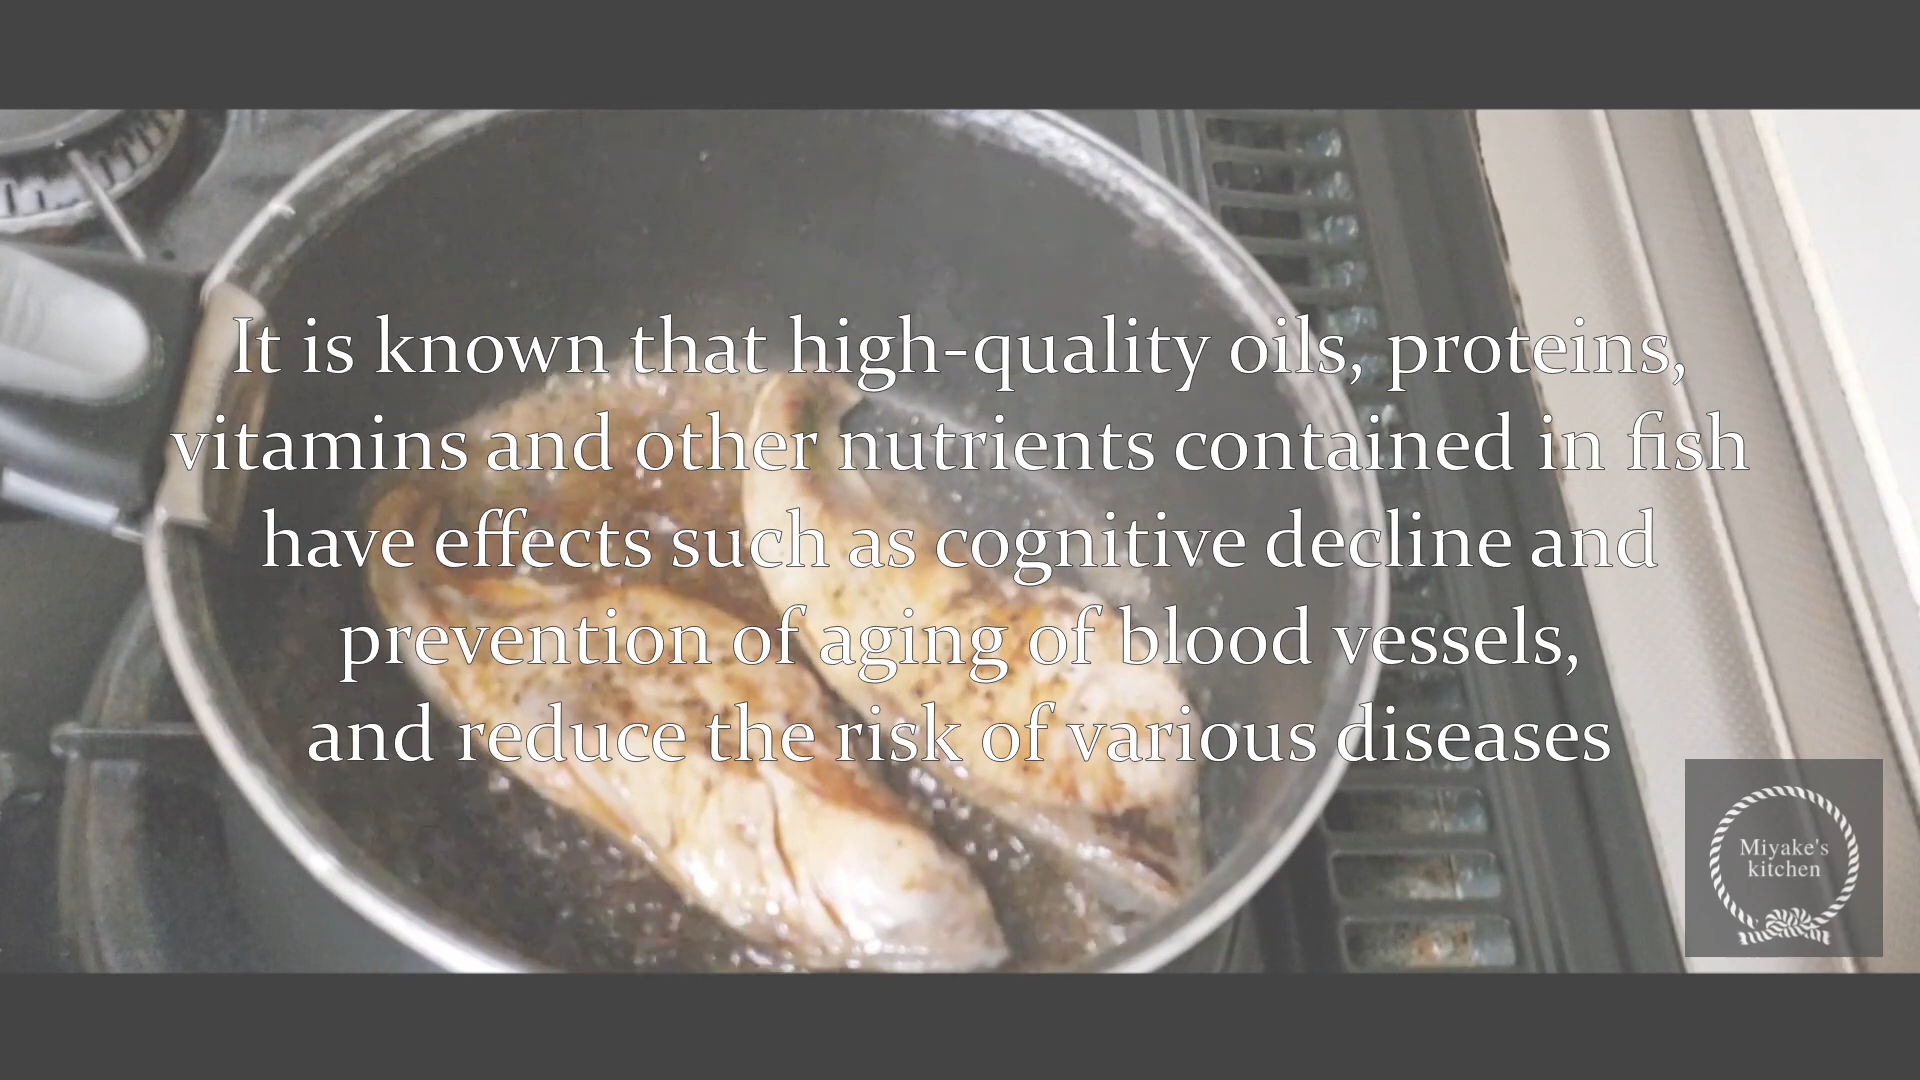 It is known that high-quality oils, proteins,
vitamins and other nutrients contained in fish
have effects such as cognitive decline and
prevention of aging of blood vessels,
and reduce the risk of various diseases
Miyake's
kitchen